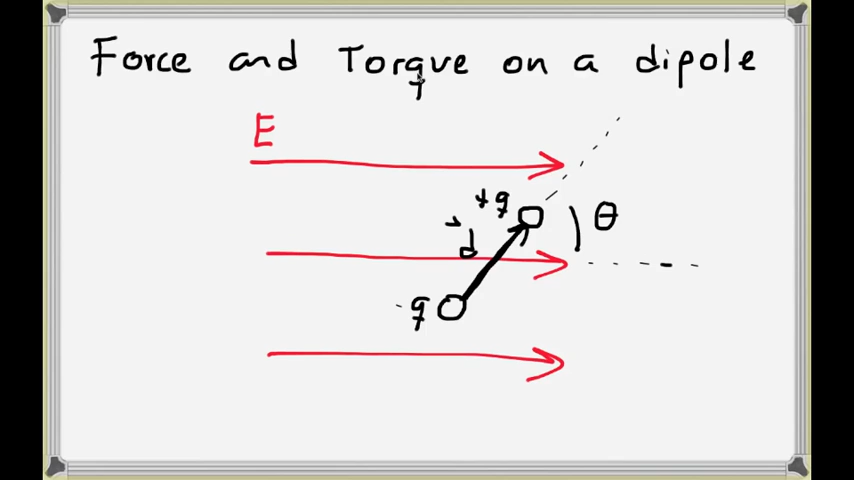 Force and Torque on a dipole
E
+q
θ
d
-q